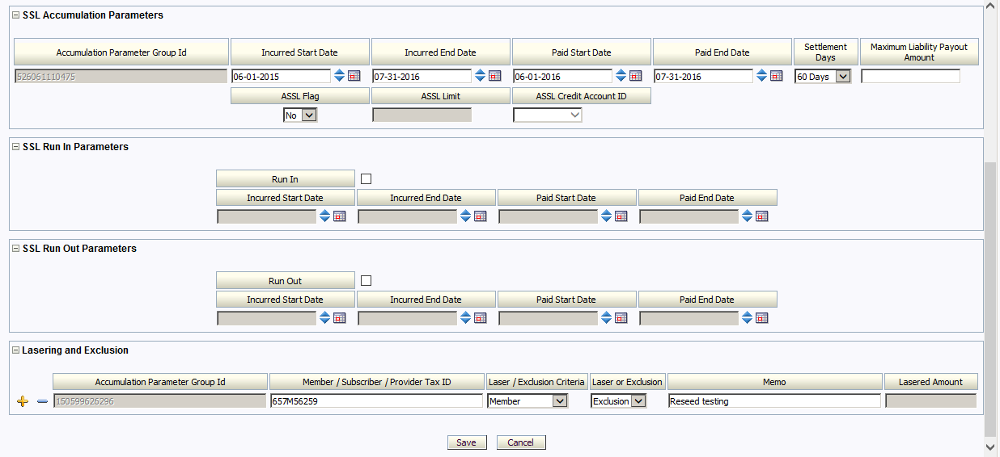 SSL Accumulation Parameters
Accumulation Parameter Group Id Incurred Start Date Incurred End Date Paid Start Date Paid End Date Settlement Days Maximum Liability Payout Amount
526061110475 06-01-2015 07-31-2016 06-01-2016 07-31-2016 60 Days
ASSL Flag ASSL Limit ASSL Credit Account ID
No
SSL Run In Parameters
Run In
Incurred Start Date Incurred End Date Paid Start Date Paid End Date
SSL Run Out Parameters
Run Out
Incurred Start Date Incurred End Date Paid Start Date Paid End Date
Lasering and Exclusion
Accumulation Parameter Group Id Member / Subscriber / Provider Tax ID Laser / Exclusion Criteria Laser or Exclusion Memo Lasered Amount
150599626296 657M56259 Member Exclusion Reseed testing
Save Cancel